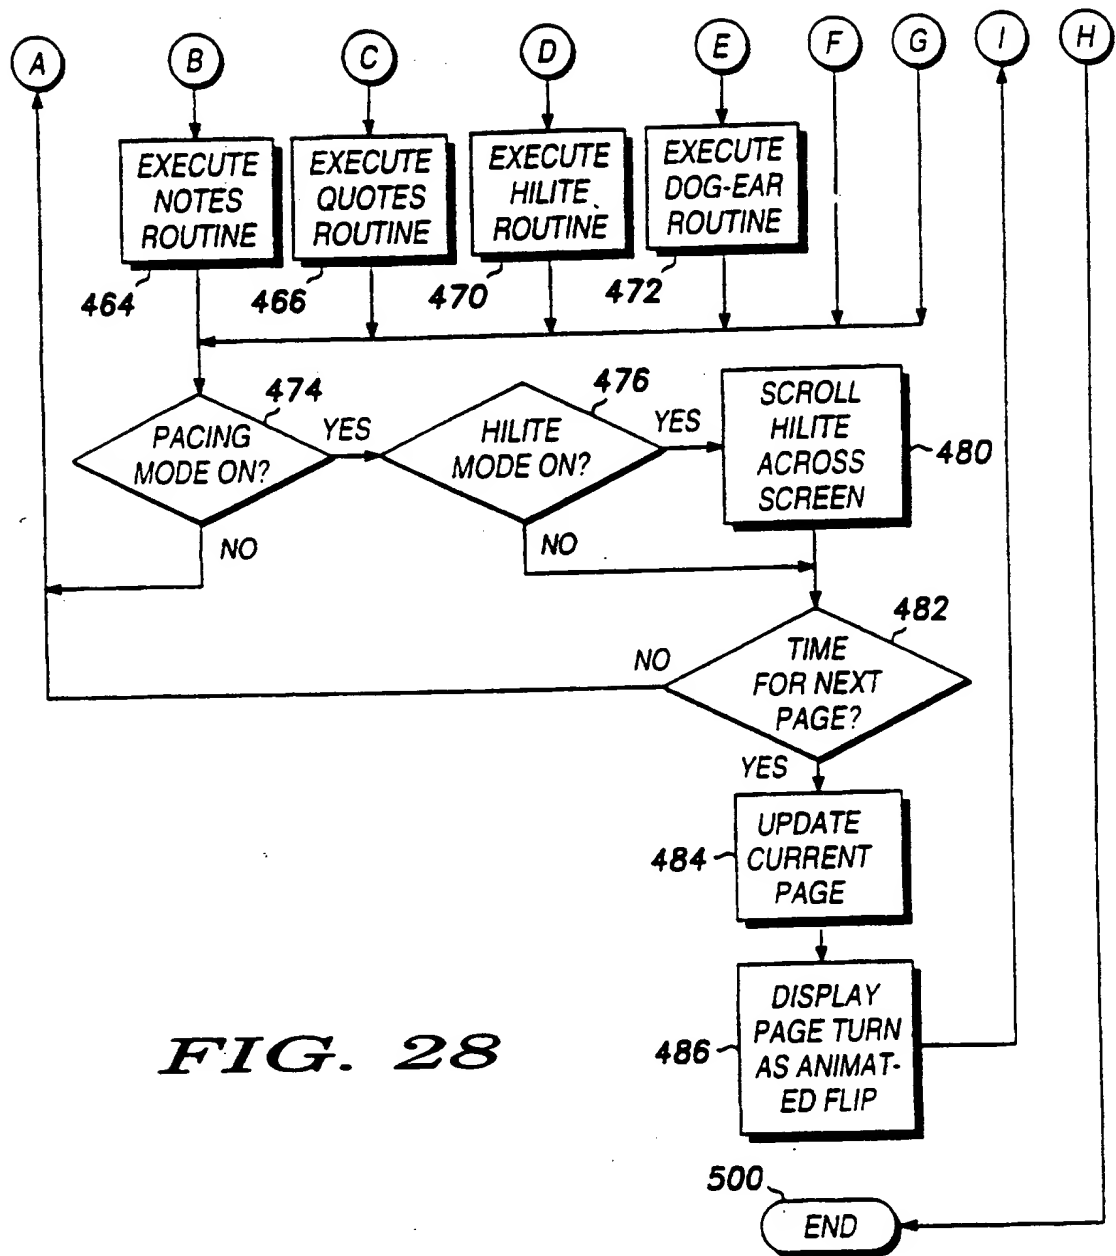 A
B
C
D
E
F
G
I
H
EXECUTE
NOTES
ROUTINE
464
EXECUTE
QUOTES
ROUTINE
466
EXECUTE
HILITE
ROUTINE
470
EXECUTE
DOG-EAR
ROUTINE
472
474
PACING
MODE ON?
YES
NO
476
HILITE
MODE ON?
YES
NO
SCROLL
HILITE
ACROSS
SCREEN
480
482
TIME
FOR NEXT
PAGE?
NO
YES
UPDATE
CURRENT
PAGE
484
DISPLAY
PAGE TURN
AS ANIMAT-
ED FLIP
486
FIG. 28
500
END